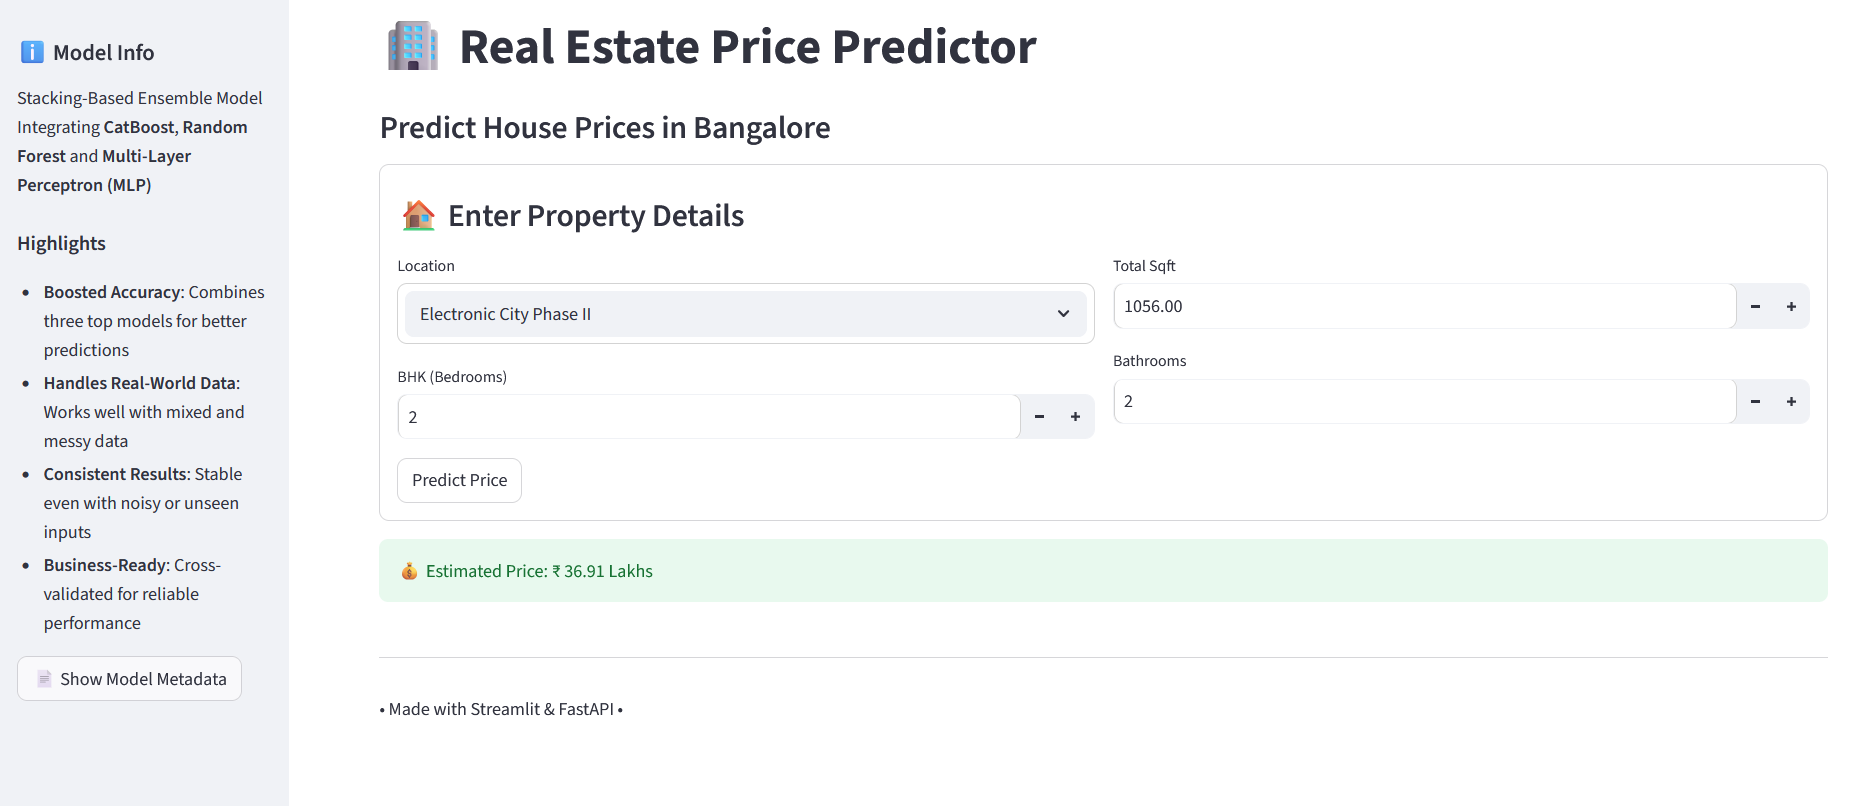 Model Info
Stacking-Based Ensemble Model
Integrating CatBoost, Random
Forest and Multi-Layer
Perceptron (MLP)
Highlights
• Boosted Accuracy: Combines
three top models for better
predictions
• Handles Real-World Data:
Works well with mixed and
messy data
• Consistent Results: Stable
even with noisy or unseen
inputs
• Business-Ready: Cross-
validated for reliable
performance
Show Model Metadata
Real Estate Price Predictor
Predict House Prices in Bangalore
Enter Property Details
Location
Electronic City Phase II
Total Sqft
1056.00
BHK (Bedrooms)
2
Bathrooms
2
Predict Price
Estimated Price: ₹ 36.91 Lakhs
• Made with Streamlit & FastAPI •